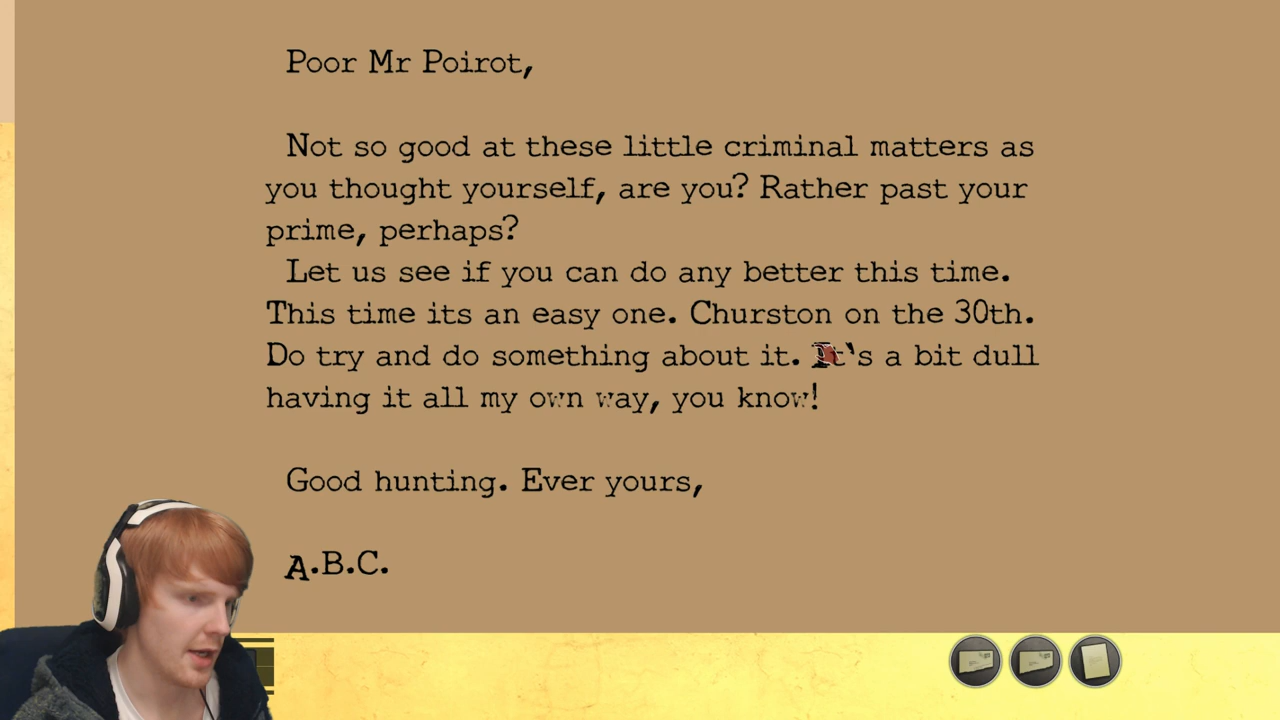 Poor Mr Poirot,
Not so good at these little criminal matters as
you thought yourself, are you? Rather past your
prime, perhaps?
Let us see if you can do any better this time.
This time its an easy one. Churston on the 30th.
Do try and do something about it. It's a bit dull
having it all my own way, you know!
Good hunting. Ever yours,
A.B.C.